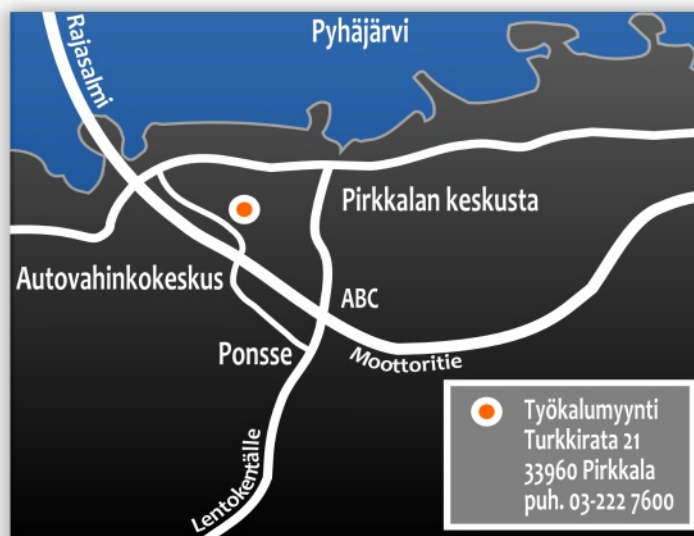 Pyhäjärvi
Rajasalmi
Pirkkalan keskusta
Autovahinkokeskus
ABC
Ponsse
Moottoritie
Lentokentälle
Työkalumyynti
Turkkirata 21
33960 Pirkkala
puh. 03-222 7600